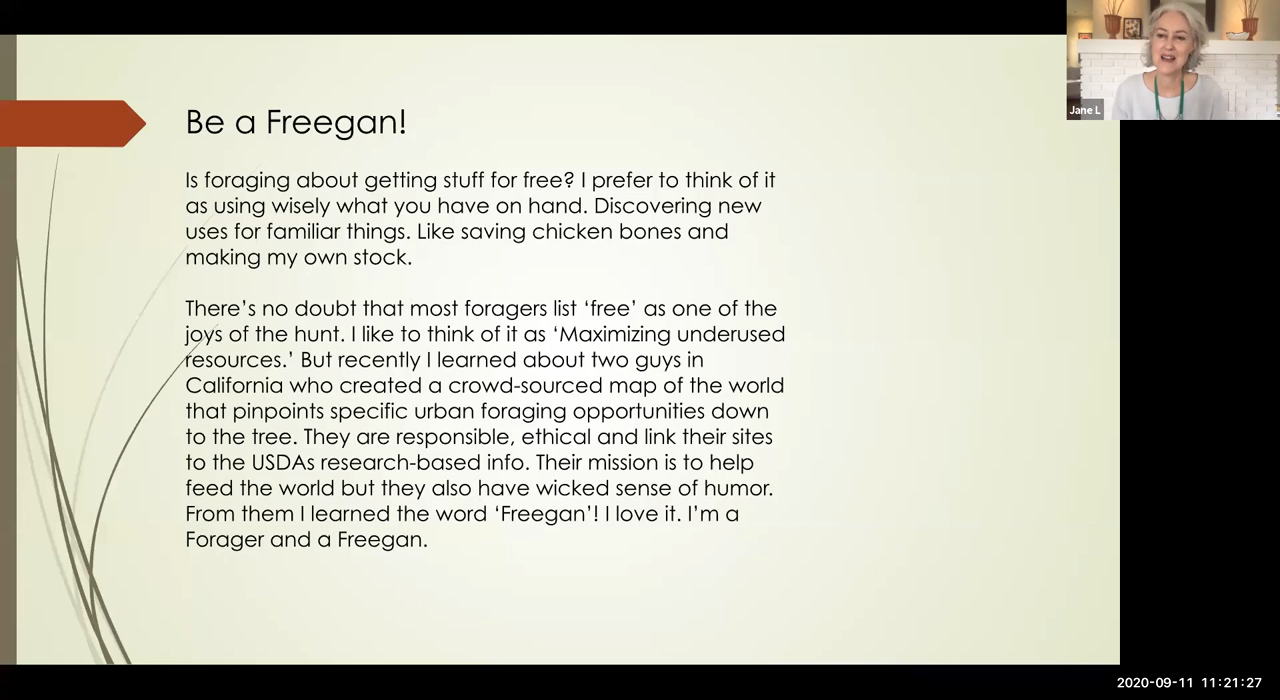 Be a Freegan!
Is foraging about getting stuff for free? I prefer to think of it
as using wisely what you have on hand. Discovering new
uses for familiar things. Like saving chicken bones and
making my own stock.
There’s no doubt that most foragers list ‘free’ as one of the
joys of the hunt. I like to think of it as ‘Maximizing underused
resources.’ But recently I learned about two guys in
California who created a crowd-sourced map of the world
that pinpoints specific urban foraging opportunities down
to the tree. They are responsible, ethical and link their sites
to the USDAs research-based info. Their mission is to help
feed the world but they also have wicked sense of humor.
From them I learned the word ‘Freegan’! I love it. I’m a
Forager and a Freegan.
Jane L
2020-09-11 11:21:27